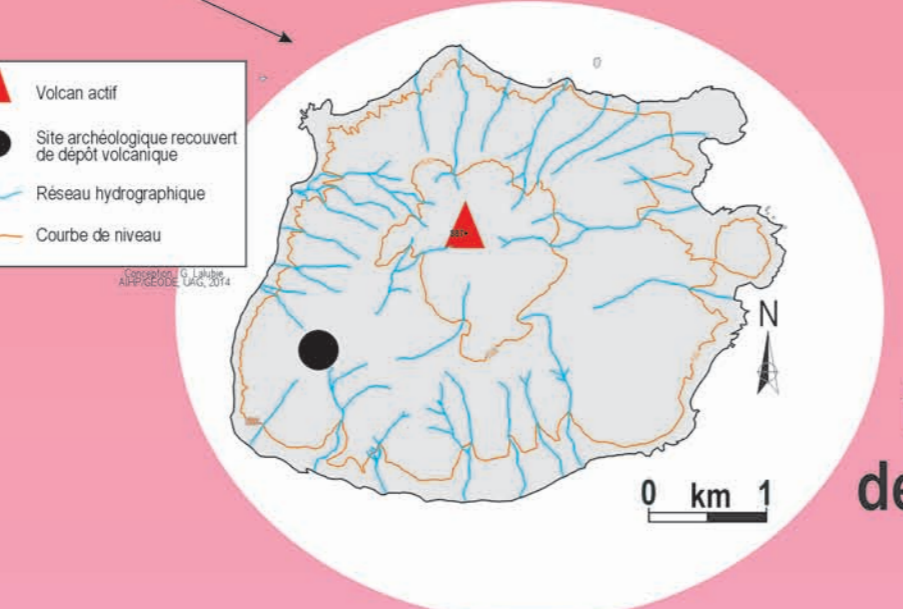 Volcan actif
Site archéologique recouvert
de dépôt volcanique
Réseau hydrographique
Courbe de niveau
Conception : G. Lalubie
AIHP/GEODE, UAG, 2014
N
0 km 1
de